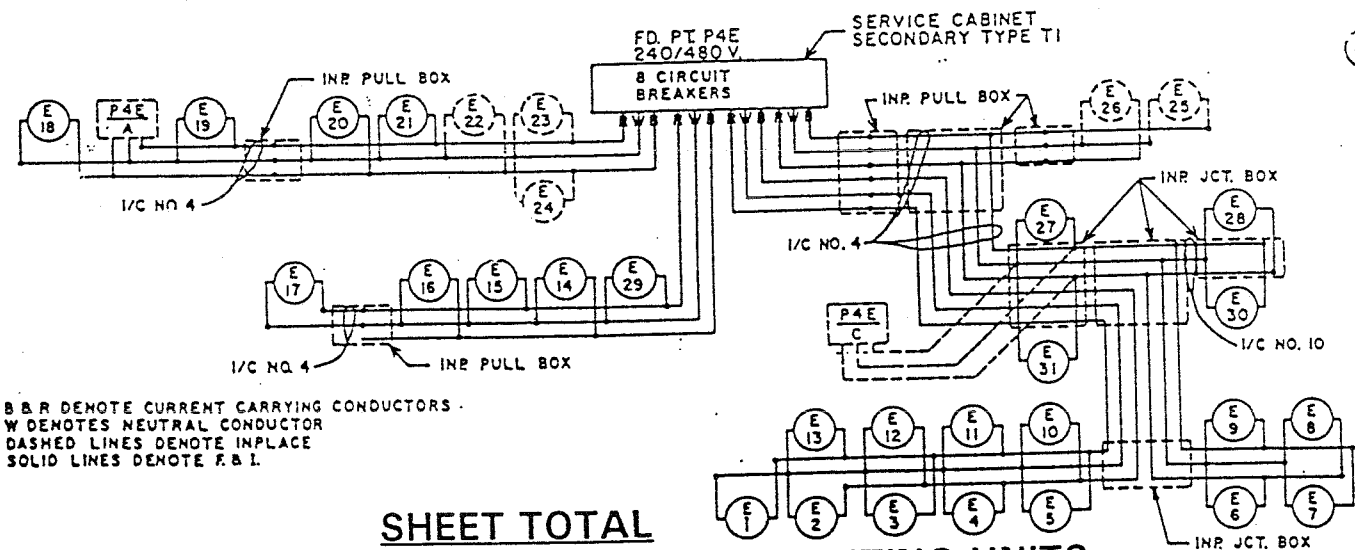 FD. PT. P4E
240/480 V.
SERVICE CABINET
SECONDARY TYPE T1
8 CIRCUIT
BREAKERS
R W B R W B R W B R W B
INP. PULL BOX
E 18
P4E A
E 19
E 20
E 21
E 22
E 23
E 24
1/C NO. 4
INP. PULL BOX
E 26
E 25
INP. JCT. BOX
E 27
E 28
1/C NO. 4
E 17
E 16
E 15
E 14
E 29
P4E C
E 30
E 31
1/C NO. 10
1/C NO. 4
INP. PULL BOX
B & R DENOTE CURRENT CARRYING CONDUCTORS
W DENOTES NEUTRAL CONDUCTOR
DASHED LINES DENOTE INPLACE
SOLID LINES DENOTE F. & I.
E 13
E 12
E 11
E 10
E 9
E 8
E 1
E 2
E 3
E 4
E 5
E 6
E 7
INP. JCT. BOX
SHEET TOTAL
UNITS